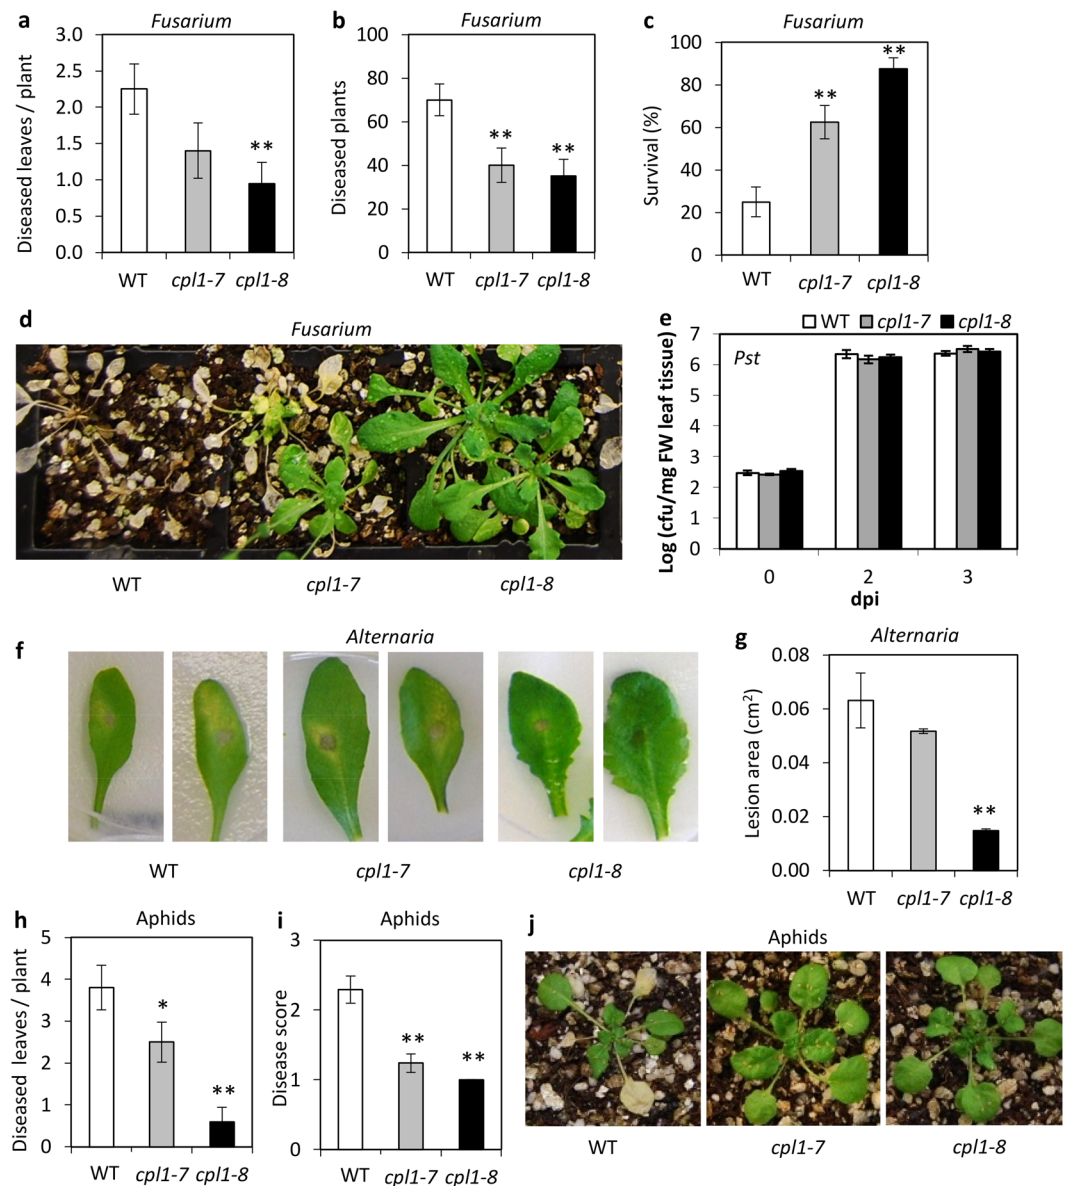 a
Fusarium
Diseased leaves / plant
3.0
2.5
2.0
1.5
1.0
0.5
0.0
**
WT cpl1-7 cpl1-8
b
Fusarium
Diseased plants
100
80
60
40
20
0
** **
WT cpl1-7 cpl1-8
c
Fusarium
Survival (%)
100
80
60
40
20
0
** **
WT cpl1-7 cpl1-8
d
Fusarium
WT cpl1-7 cpl1-8
e
WT cpl1-7 cpl1-8
Pst
Log (cfu/mg FW leaf tissue)
7
6
5
4
3
2
1
0
0 2 3
dpi
f
Alternaria
WT cpl1-7 cpl1-8
g
Alternaria
Lesion area (cm²)
0.08
0.06
0.04
0.02
0.00
**
WT cpl1-7 cpl1-8
h
Aphids
Diseased leaves / plant
5
4
3
2
1
0
* **
WT cpl1-7 cpl1-8
i
Aphids
Disease score
3
2
1
0
** **
WT cpl1-7 cpl1-8
j
Aphids
WT cpl1-7 cpl1-8